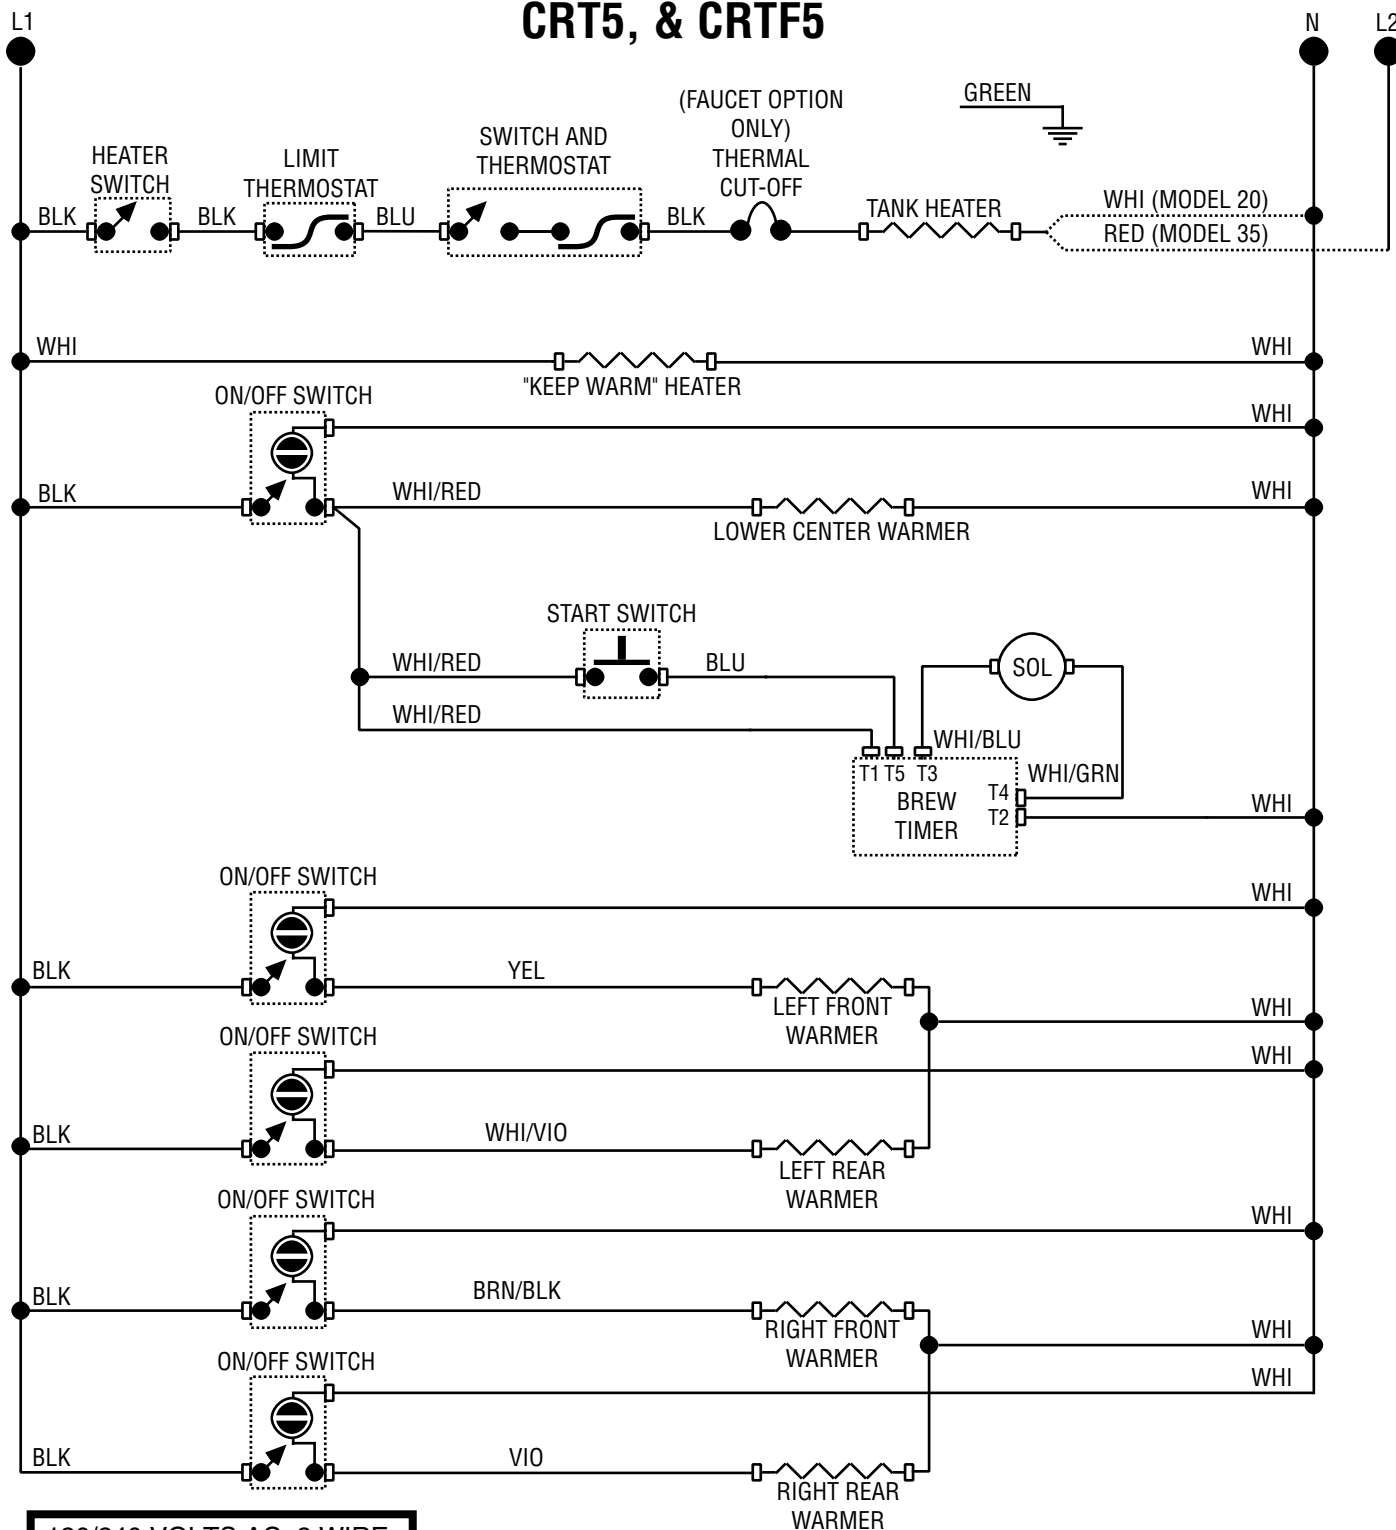 CRT5, & CRTF5
L1
N
L2
(FAUCET OPTION
ONLY)
THERMAL
CUT-OFF
GREEN
SWITCH AND
THERMOSTAT
HEATER
SWITCH
LIMIT
THERMOSTAT
BLK
BLK
BLU
BLK
TANK HEATER
WHI (MODEL 20)
RED (MODEL 35)
WHI
WHI
"KEEP WARM" HEATER
ON/OFF SWITCH
WHI
BLK
WHI/RED
WHI
LOWER CENTER WARMER
START SWITCH
WHI/RED
BLU
SOL
WHI/RED
WHI/BLU
T1 T5 T3
WHI/GRN
BREW
TIMER
T4
T2
WHI
ON/OFF SWITCH
WHI
BLK
YEL
LEFT FRONT
WARMER
WHI
ON/OFF SWITCH
WHI
BLK
WHI/VIO
LEFT REAR
WARMER
ON/OFF SWITCH
WHI
BLK
BRN/BLK
RIGHT FRONT
WARMER
WHI
ON/OFF SWITCH
WHI
BLK
VIO
RIGHT REAR
WARMER